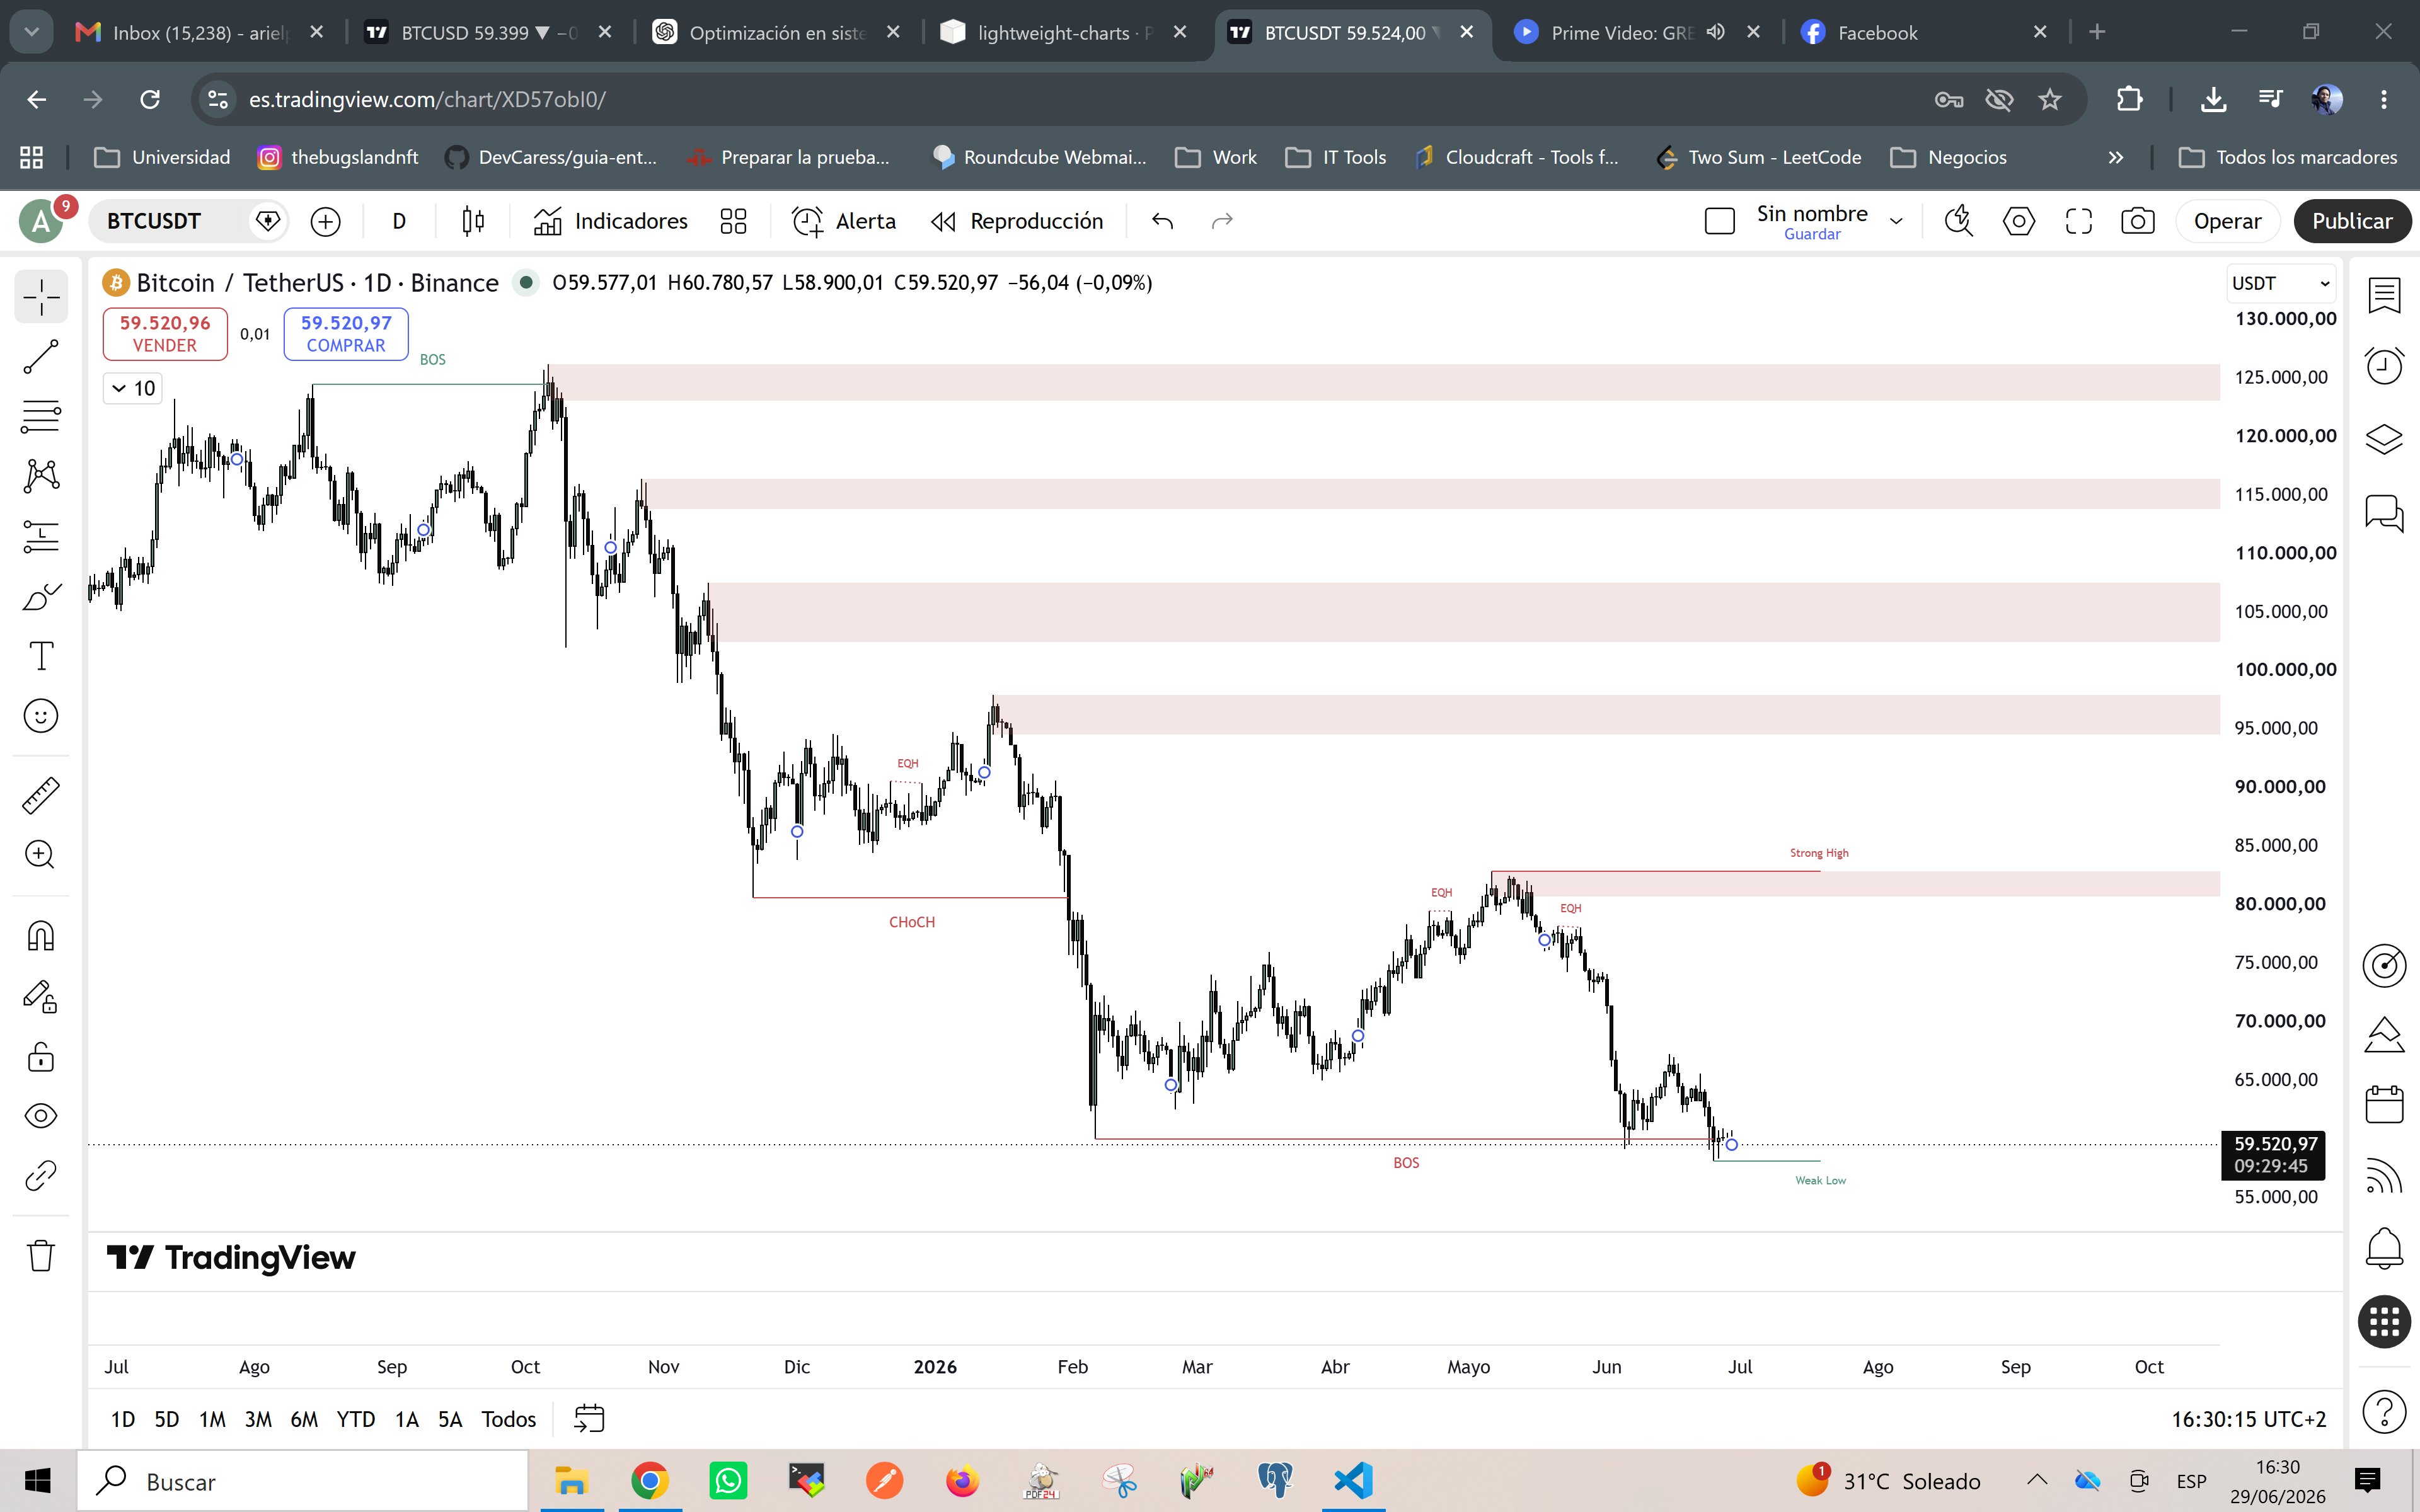 Inbox (15,238) - arielp
BTCUSD 59.399 ▼ −0
Optimización en siste
lightweight-charts · P
BTCUSDT 59.524,00 ▼
Prime Video: GRE
Facebook
es.tradingview.com/chart/XD57obI0/
Universidad
thebugslandnft
DevCaress/guia-ent...
Preparar la prueba...
Roundcube Webmai...
Work
IT Tools
Cloudcraft - Tools f...
Two Sum - LeetCode
Negocios
Todos los marcadores
A
9
BTCUSDT
D
Indicadores
Alerta
Reproducción
Sin nombre
Guardar
Operar
Publicar
Bitcoin / TetherUS · 1D · Binance
O59.577,01 H60.780,57 L58.900,01 C59.520,97 −56,04 (−0,09%)
USDT
59.520,96
VENDER
0,01
59.520,97
COMPRAR
10
BOS
EQH
CHoCH
EQH
EQH
Strong High
BOS
Weak Low
130.000,00
125.000,00
120.000,00
115.000,00
110.000,00
105.000,00
100.000,00
95.000,00
90.000,00
85.000,00
80.000,00
75.000,00
70.000,00
65.000,00
59.520,97
09:29:45
55.000,00
TradingView
Jul
Ago
Sep
Oct
Nov
Dic
2026
Feb
Mar
Abr
Mayo
Jun
Jul
Ago
Sep
Oct
1D
5D
1M
3M
6M
YTD
1A
5A
Todos
16:30:15 UTC+2
Buscar
PDF24
64
1
31°C Soleado
ESP
16:30
29/06/2026